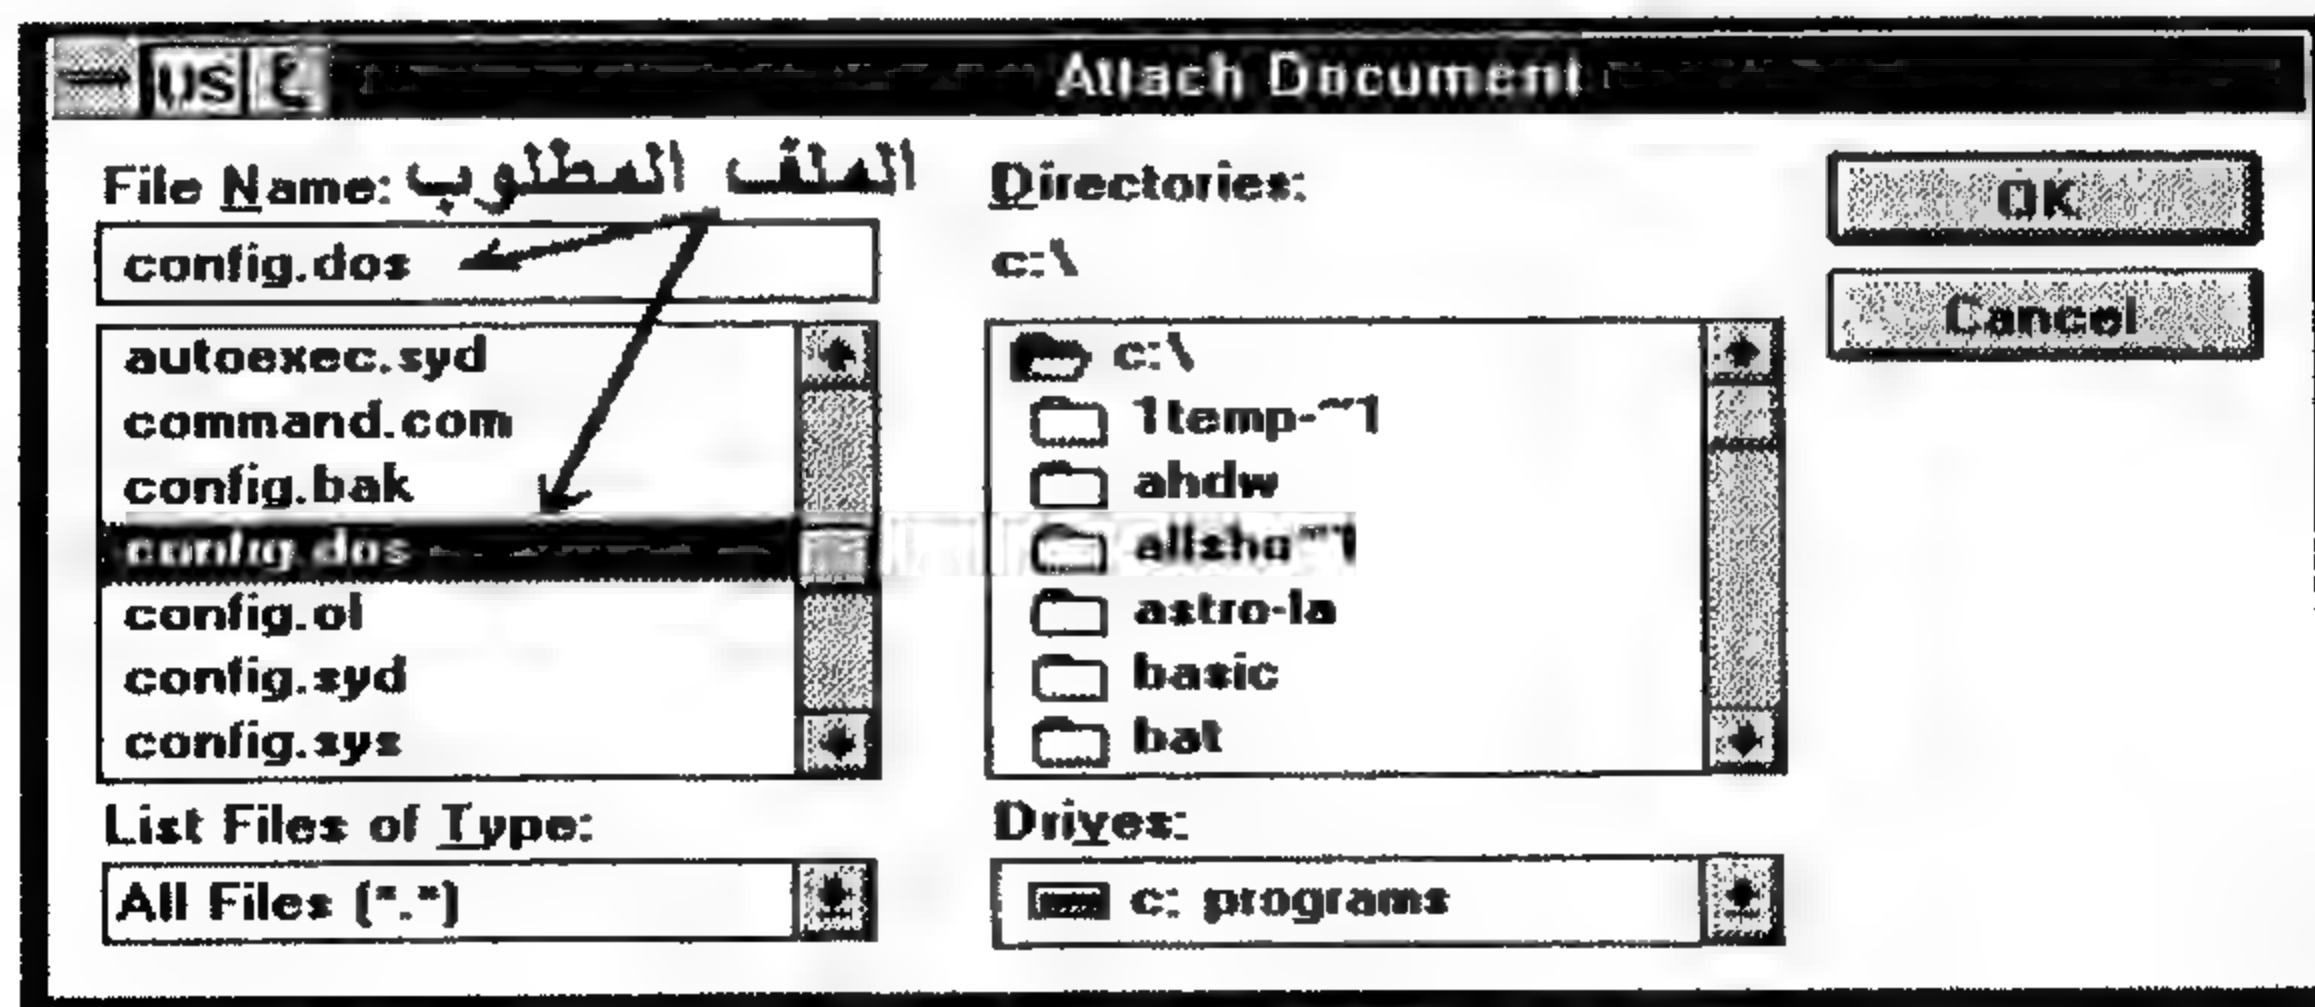 US ع Attach Document
File Name: الملف المطلوب
config.dos
autoexec.syd
command.com
config.bak
config.dos
config.ol
config.syd
config.sys
List Files of Type:
All Files (*.*)
Directories:
c:\
c:\
1temp-~1
ahdw
allsho~1
astro-la
basic
bat
Drives:
c: programs
OK
Cancel